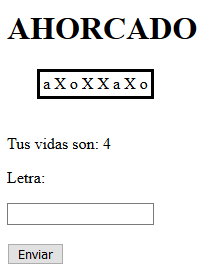 AHORCADO
a X o X X a X o
Tus vidas son: 4
Letra:
Enviar